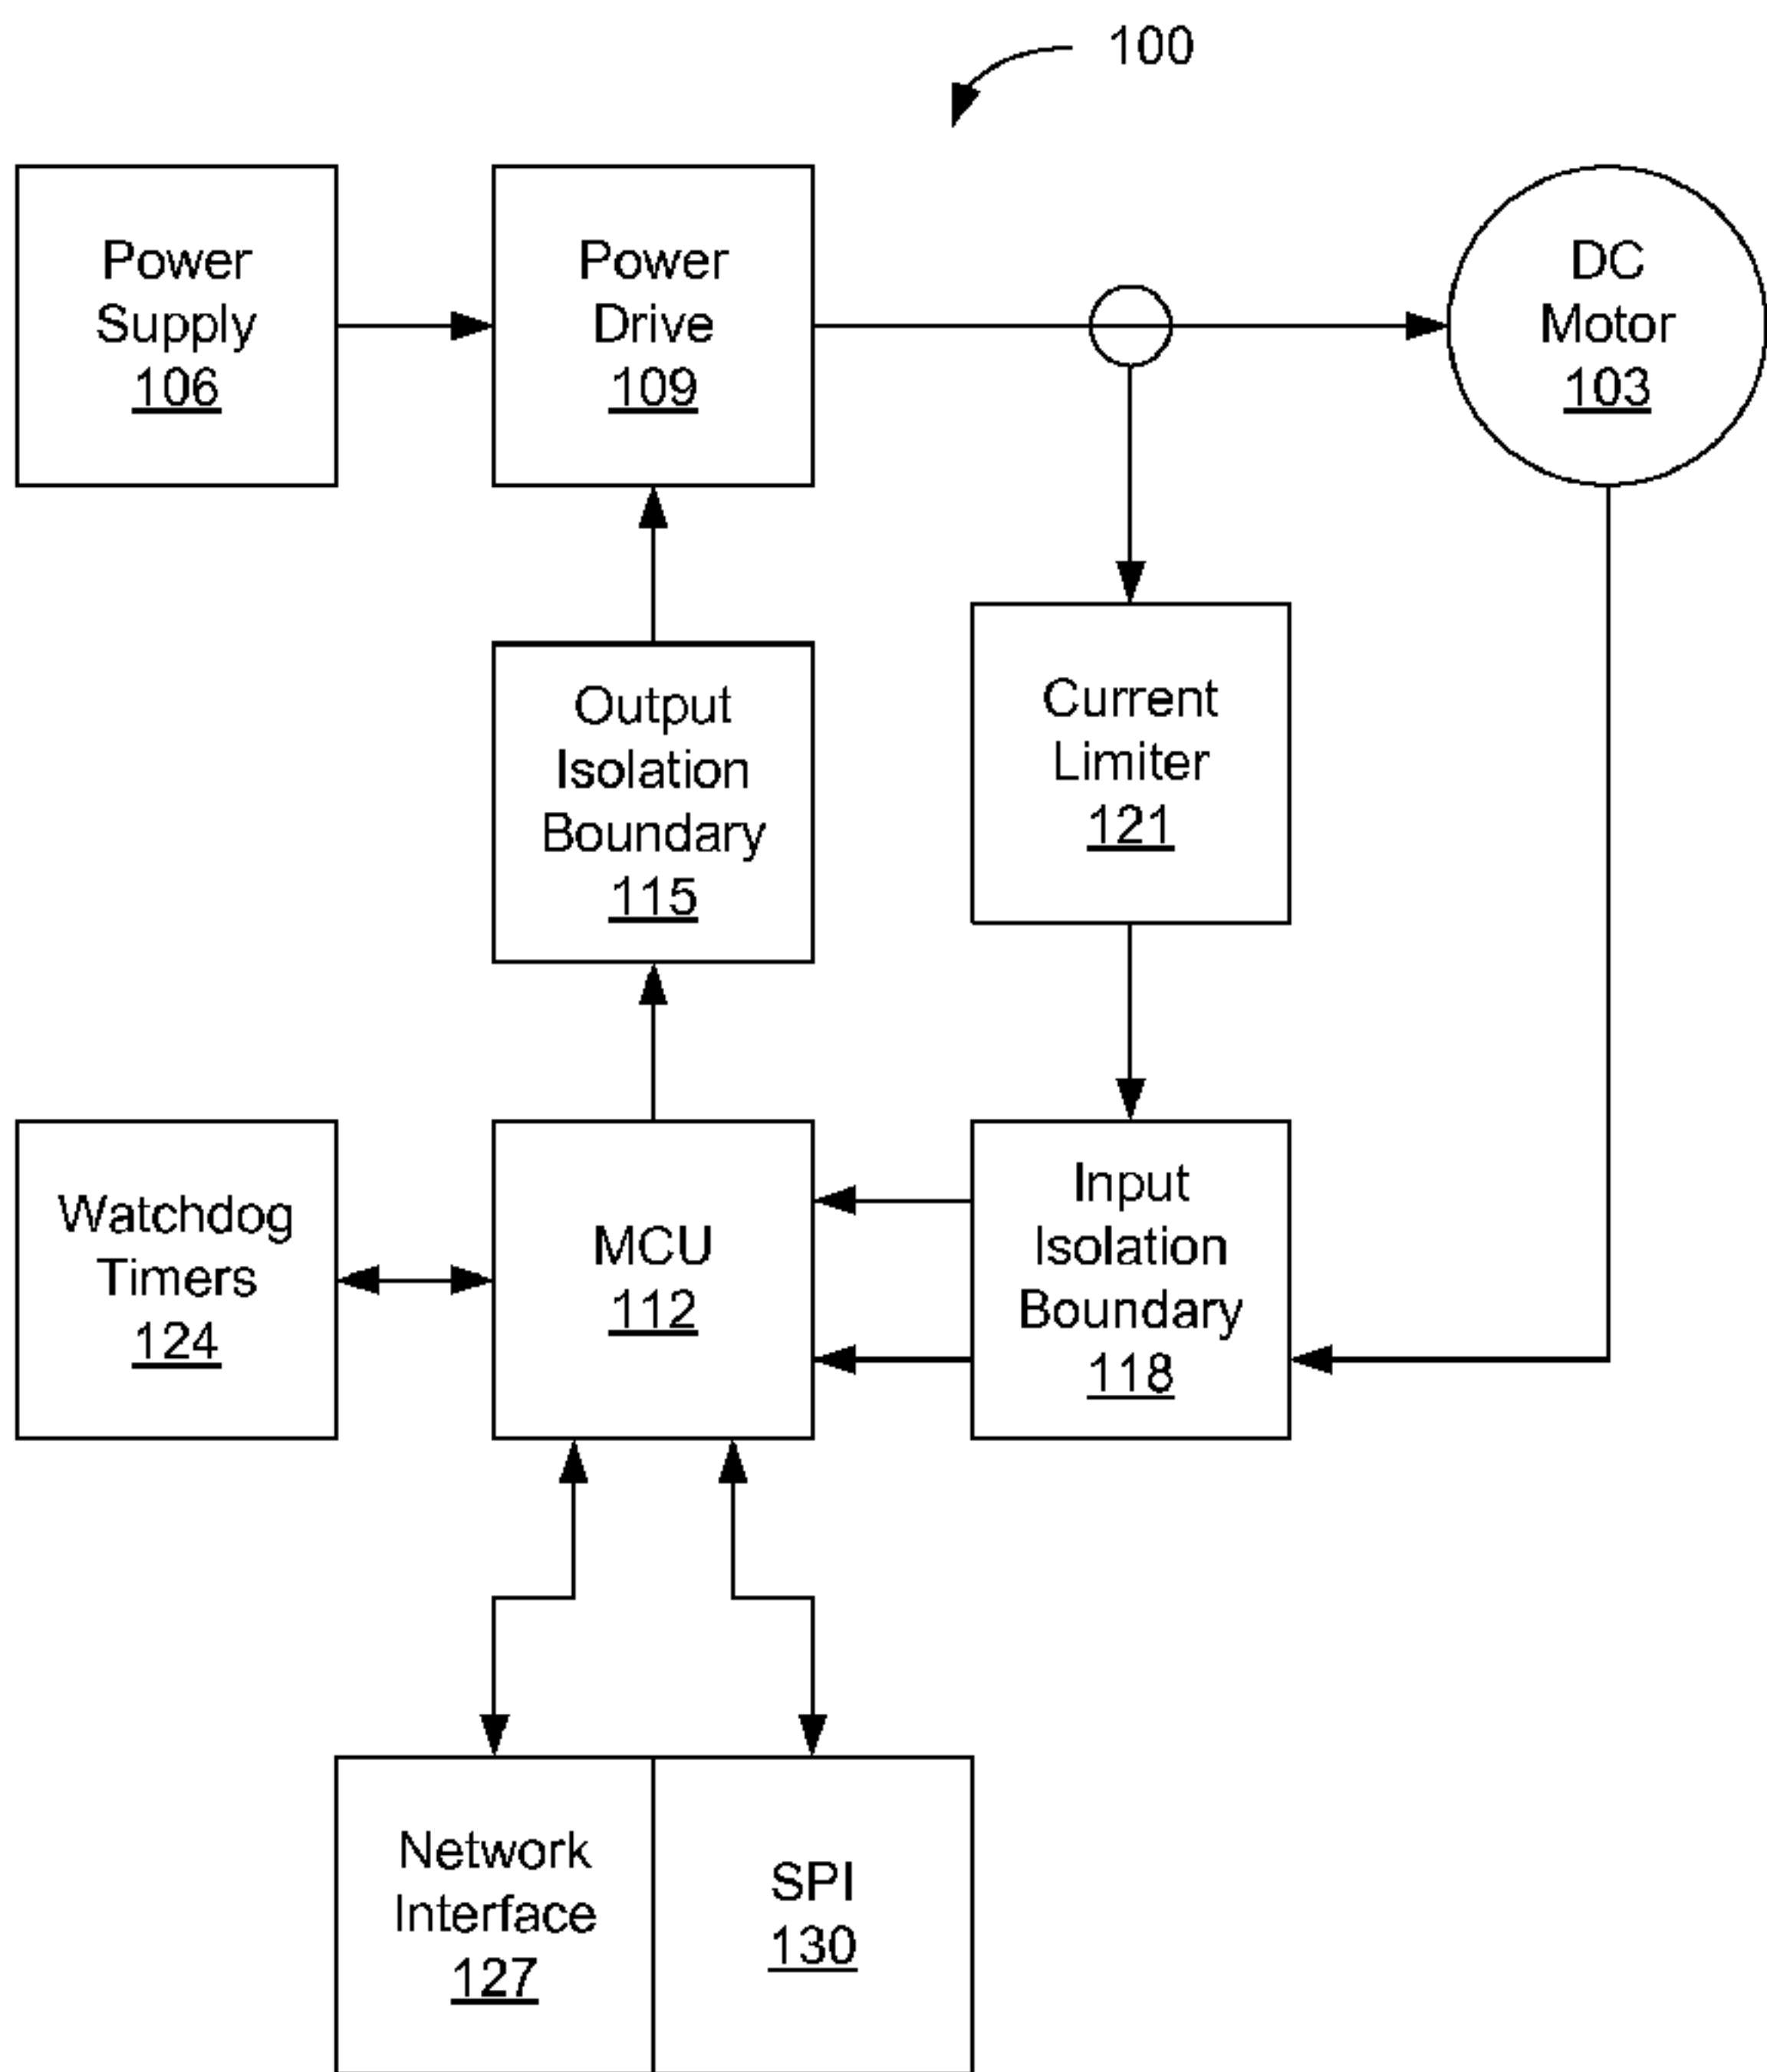 100
Power
Supply
106
Power
Drive
109
DC
Motor
103
Output
Isolation
Boundary
115
Current
Limiter
121
Watchdog
Timers
124
MCU
112
Input
Isolation
Boundary
118
Network
Interface
127
SPI
130